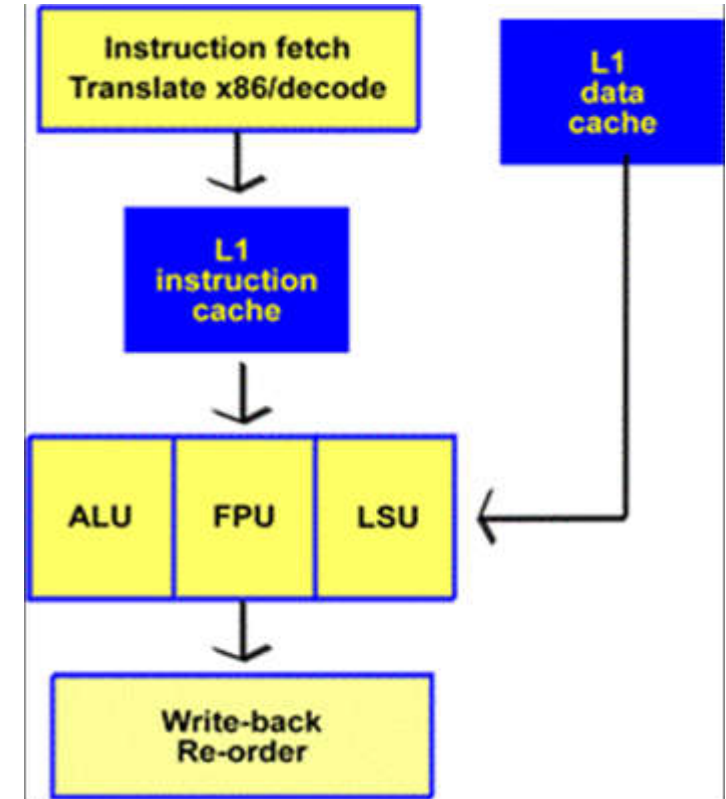 Instruction fetch
Translate x86/decode
L1
data
cache
L1
instruction
cache
ALU
FPU
LSU
Write-back
Re-order